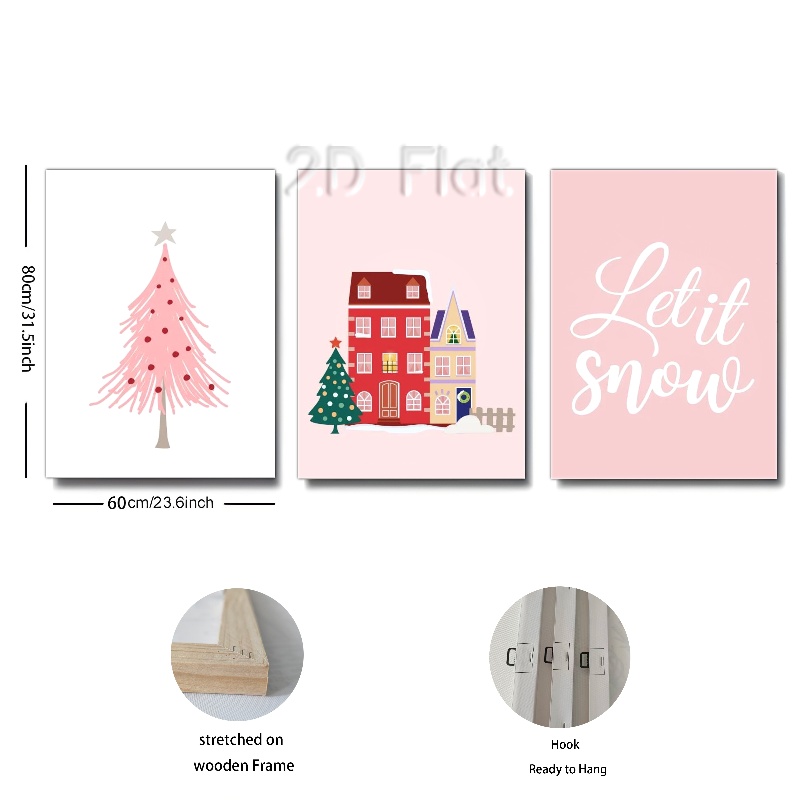 2D Flat
80cm/31.5inch
Let it
snow
60cm/23.6inch
stretched on
wooden Frame
Hook
Ready to Hang